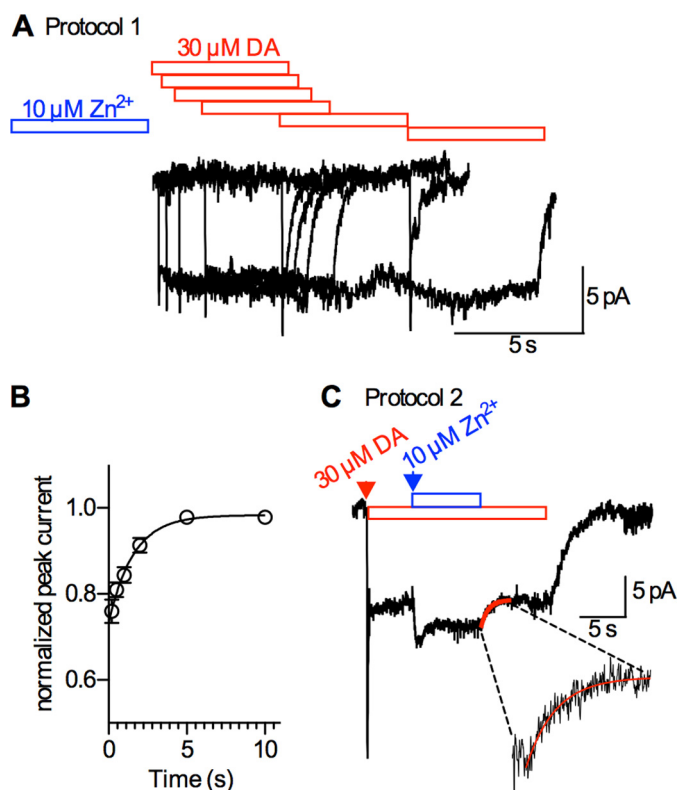 A Protocol 1
30 µM DA
10 µM Zn²⁺
5 pA
5 s
B
normalized peak current
1.0
0.8
0.6
0 5 10
Time (s)
C Protocol 2
30 µM DA
10 µM Zn²⁺
5 pA
5 s